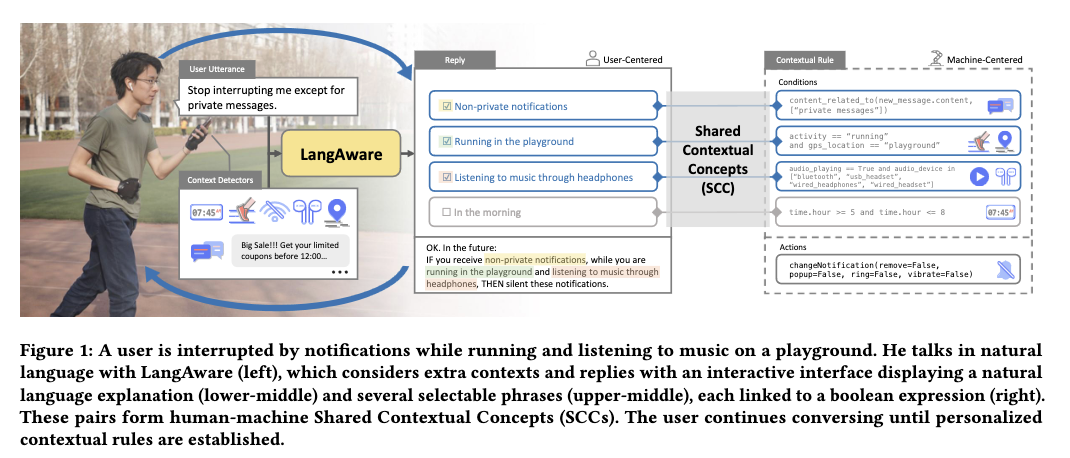 User Utterance
Stop interrupting me except for
private messages.
LangAware
Context Detectors
07:45
Big Sale!!! Get your limited
coupons before 12:00...
Reply
User-Centered
☑ Non-private notifications
☑ Running in the playground
☑ Listening to music through headphones
☐ In the morning
OK. In the future:
IF you receive non-private notifications, while you are
running in the playground and listening to music through
headphones, THEN silent these notifications.
Shared
Contextual
Concepts
(SCC)
Contextual Rule
Machine-Centered
Conditions
content_related_to(new_message.content,
["private messages"])
activity == "running"
and gps_location == "playground"
audio_playing == True and audio_device in
["bluetooth", "usb_headset",
"wired_headphones", "wired_headset"]
time.hour >= 5 and time.hour <= 8
07:45
Actions
changeNotification(remove=False,
popup=False, ring=False, vibrate=False)
Figure 1: A user is interrupted by notifications while running and listening to music on a playground. He talks in natural
language with LangAware (left), which considers extra contexts and replies with an interactive interface displaying a natural
language explanation (lower-middle) and several selectable phrases (upper-middle), each linked to a boolean expression (right).
These pairs form human-machine Shared Contextual Concepts (SCCs). The user continues conversing until personalized
contextual rules are established.